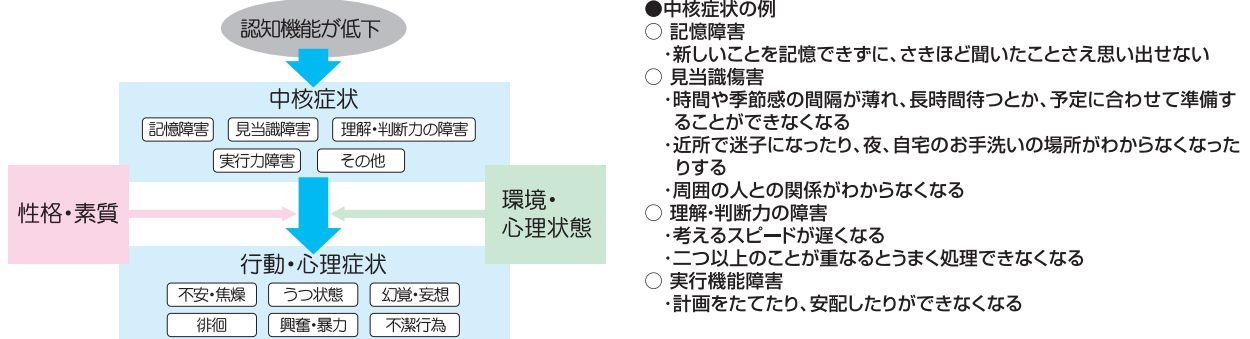 認知機能が低下
中核症状
記憶障害
見当識障害
理解・判断力の障害
実行力障害
その他
性格・素質
環境・
心理状態
行動・心理症状
不安・焦燥
うつ状態
幻覚・妄想
徘徊
興奮・暴力
不潔行為
●中核症状の例
○ 記憶障害
・新しいことを記憶できずに、さきほど聞いたことさえ思い出せない
○ 見当識傷害
・時間や季節感の間隔が薄れ、長時間待つとか、予定に合わせて準備す
ることができなくなる
・近所で迷子になったり、夜、自宅のお手洗いの場所がわからなくなった
りする
・周囲の人との関係がわからなくなる
○ 理解・判断力の障害
・考えるスピードが遅くなる
・二つ以上のことが重なるとうまく処理できなくなる
○ 実行機能障害
・計画をたてたり、安配したりができなくなる